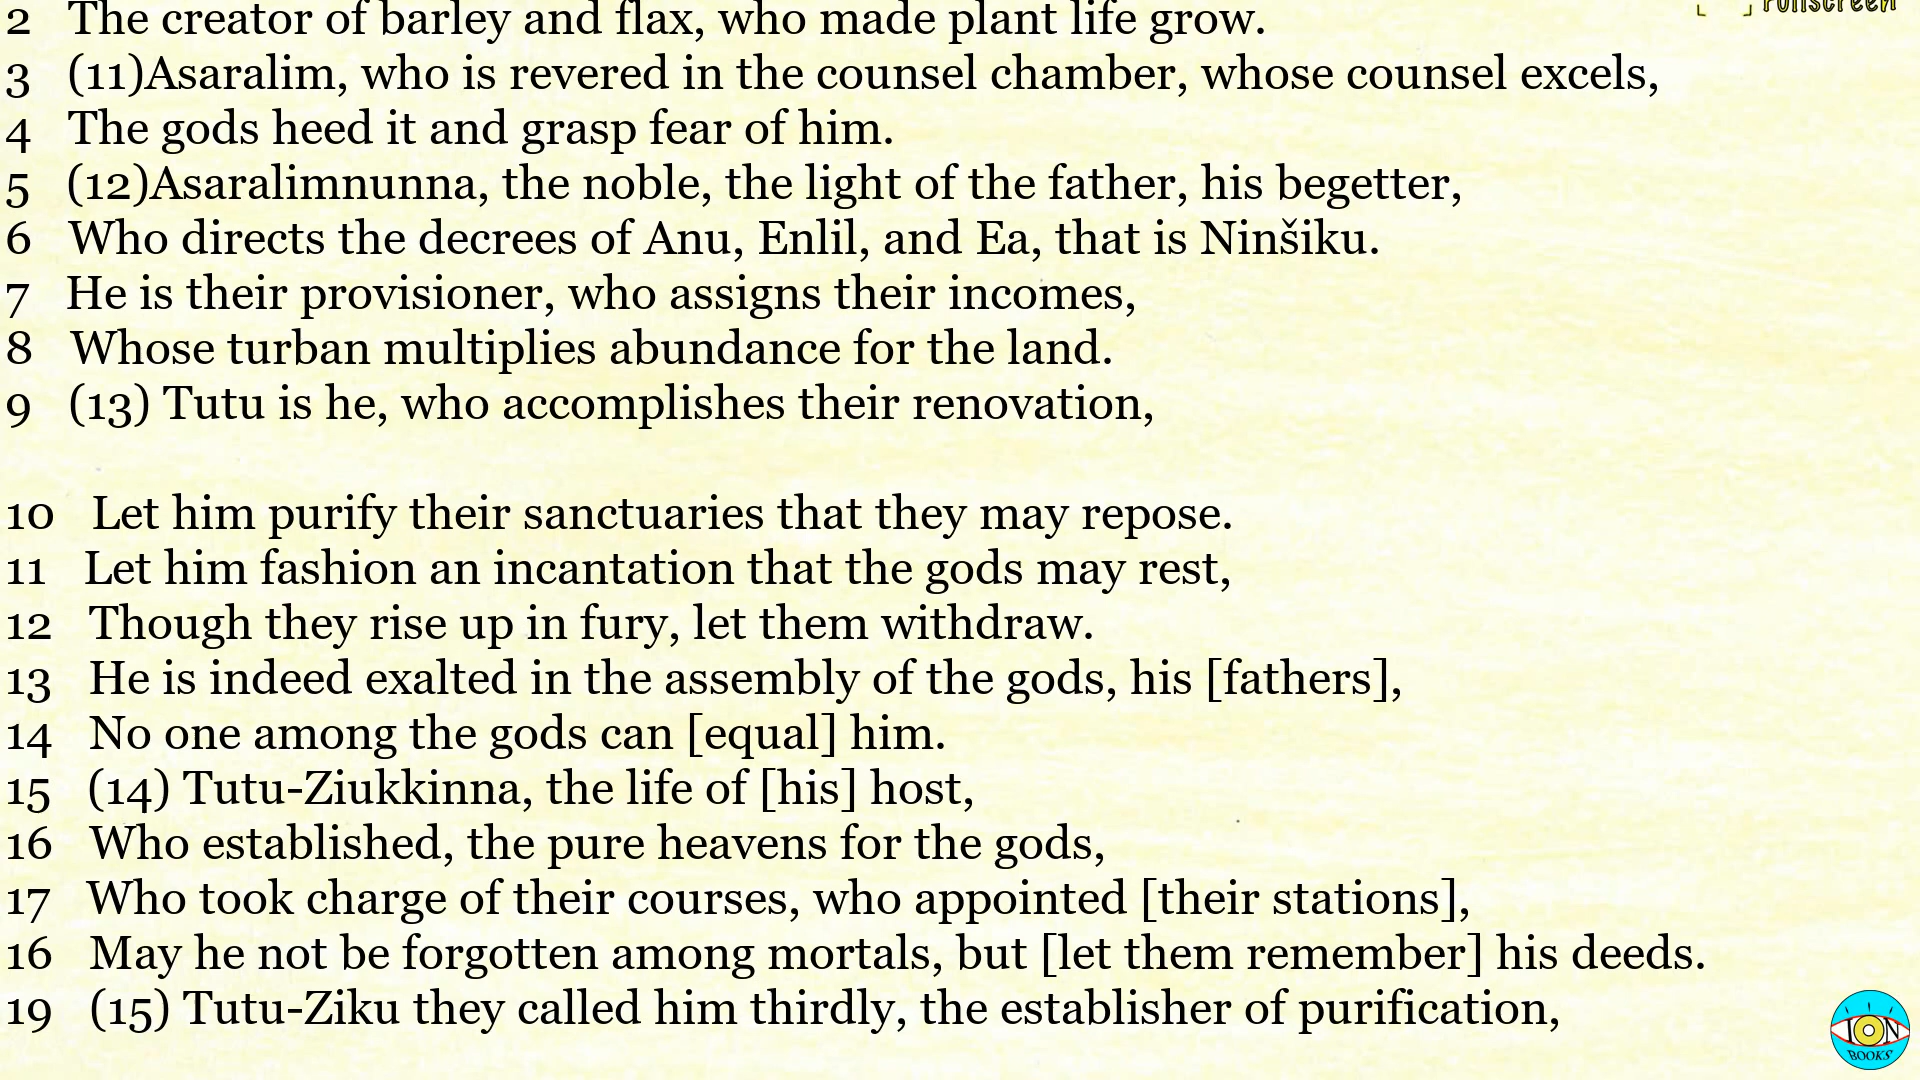 Fullscreen
2 The creator of barley and flax, who made plant life grow.
3 (11)Asaralim, who is revered in the counsel chamber, whose counsel excels,
4 The gods heed it and grasp fear of him.
5 (12)Asaralimnunna, the noble, the light of the father, his begetter,
6 Who directs the decrees of Anu, Enlil, and Ea, that is Ninšiku.
7 He is their provisioner, who assigns their incomes,
8 Whose turban multiplies abundance for the land.
9 (13) Tutu is he, who accomplishes their renovation,
10 Let him purify their sanctuaries that they may repose.
11 Let him fashion an incantation that the gods may rest,
12 Though they rise up in fury, let them withdraw.
13 He is indeed exalted in the assembly of the gods, his [fathers],
14 No one among the gods can [equal] him.
15 (14) Tutu-Ziukkinna, the life of [his] host,
16 Who established, the pure heavens for the gods,
17 Who took charge of their courses, who appointed [their stations],
16 May he not be forgotten among mortals, but [let them remember] his deeds.
19 (15) Tutu-Ziku they called him thirdly, the establisher of purification,
ION
BOOKS